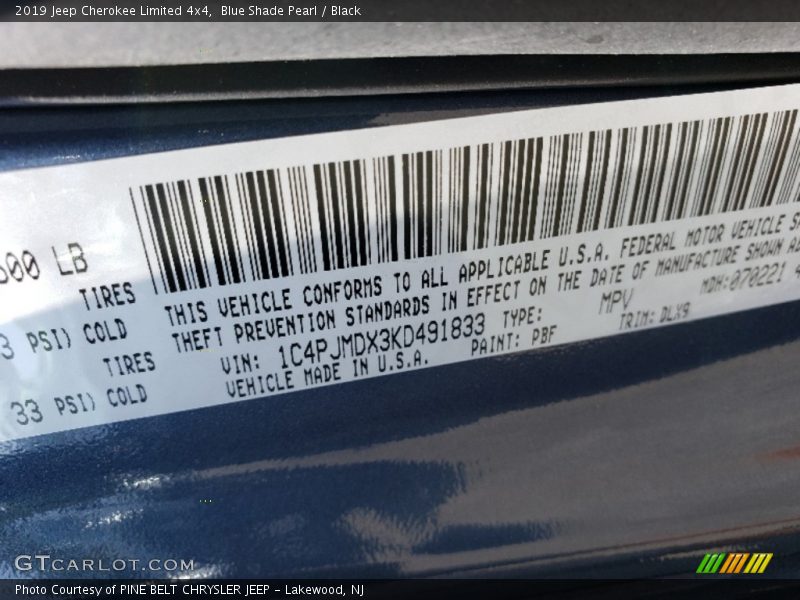 2019 Jeep Cherokee Limited 4x4, Blue Shade Pearl / Black
LB
TIRES
PSI) COLD
TIRES
33 PSI) COLD
THIS VEHICLE CONFORMS TO ALL APPLICABLE U.S.A. FEDERAL MOTOR VEHICLE
THEFT PREVENTION STANDARDS IN EFFECT ON THE DATE OF MANUFACTURE SHOWN
VIN: 1C4PJMDX3KD491833 TYPE: MPV MDH:070221
VEHICLE MADE IN U.S.A. PAINT: PBF TRIM: DLX9
GTCARLOT.COM
Photo Courtesy of PINE BELT CHRYSLER JEEP – Lakewood, NJ